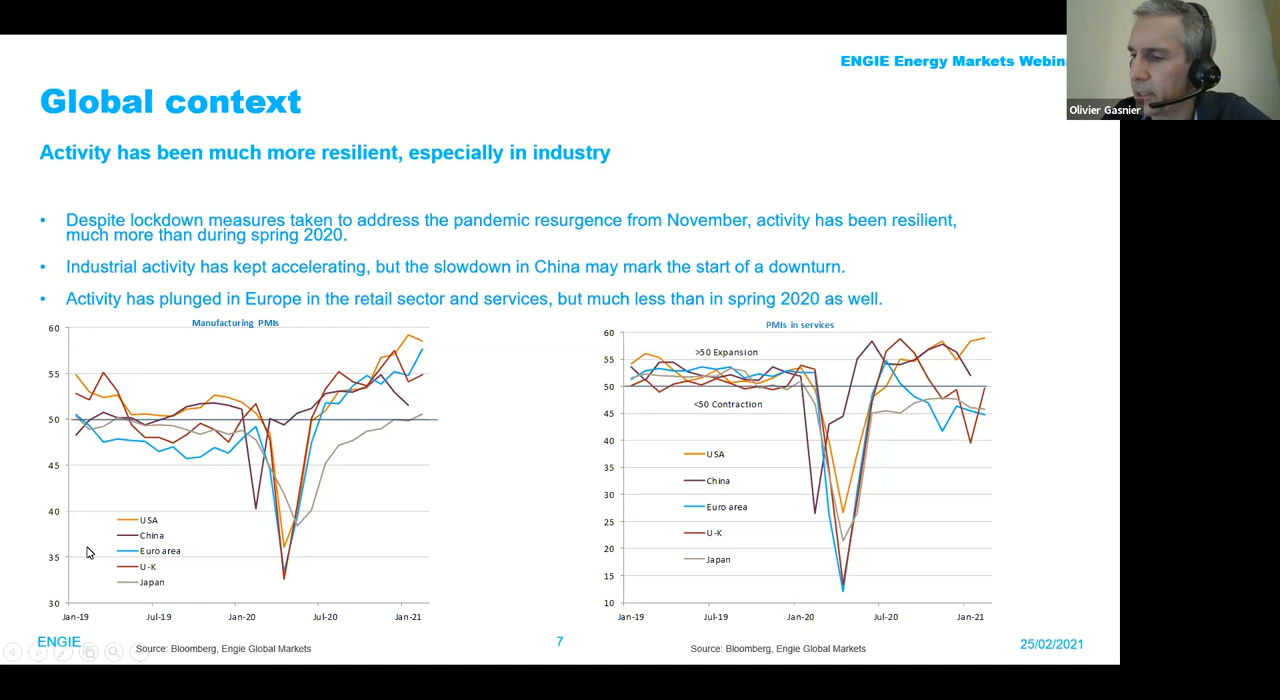 ENGIE Energy Markets Webin
Olivier Gasnier
Global context
Activity has been much more resilient, especially in industry
• Despite lockdown measures taken to address the pandemic resurgence from November, activity has been resilient,
much more than during spring 2020.
• Industrial activity has kept accelerating, but the slowdown in China may mark the start of a downturn.
• Activity has plunged in Europe in the retail sector and services, but much less than in spring 2020 as well.
Manufacturing PMIs
60
55
50
45
40
35
30
USA
China
Euro area
U-K
Japan
Jan-19 Jul-19 Jan-20 Jul-20 Jan-21
PMIs in services
60
55
50
45
40
35
30
25
20
15
10
>50 Expansion
<50 Contraction
USA
China
Euro area
U-K
Japan
Jan-19 Jul-19 Jan-20 Jul-20 Jan-21
ENGIE
Source: Bloomberg, Engie Global Markets
7
Source: Bloomberg, Engie Global Markets
25/02/2021